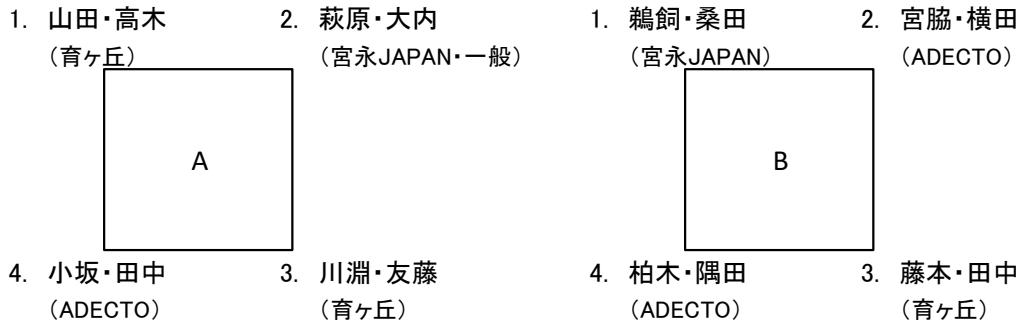 1. 山田・高木
（育ヶ丘）
2. 萩原・大内
（宮永JAPAN・一般）
A
4. 小坂・田中
（ADECTO）
3. 川淵・友藤
（育ヶ丘）
1. 鵜飼・桑田
（宮永JAPAN）
2. 宮脇・横田
（ADECTO）
B
4. 柏木・隅田
（ADECTO）
3. 藤本・田中
（育ヶ丘）